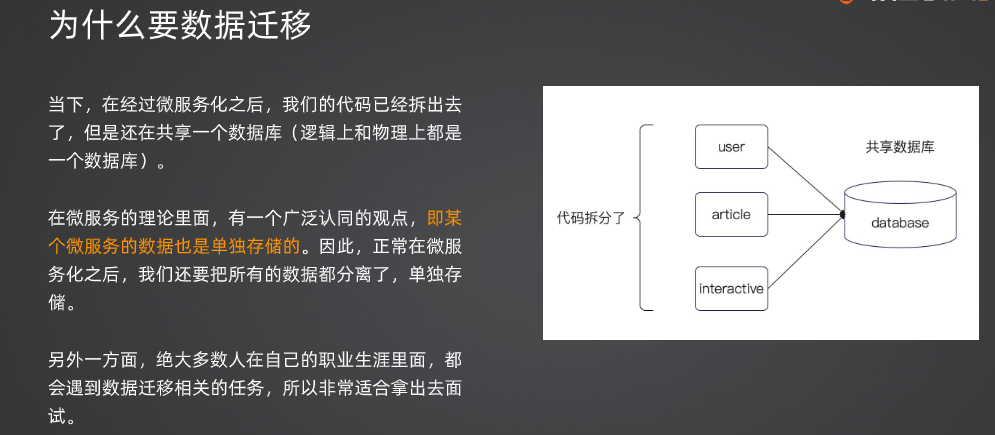 为什么要数据迁移
当下，在经过微服务化之后，我们的代码已经拆出去
了，但是还在共享一个数据库（逻辑上和物理上都是
一个数据库）。
在微服务的理论里面，有一个广泛认同的观点，即某
个微服务的数据也是单独存储的。因此，正常在微服
务化之后，我们还要把所有的数据都分离了，单独存
储。
另外一方面，绝大多数人在自己的职业生涯里面，都
会遇到数据迁移相关的任务，所以非常适合拿出去面
试。
代码拆分了
user
article
interactive
共享数据库
database